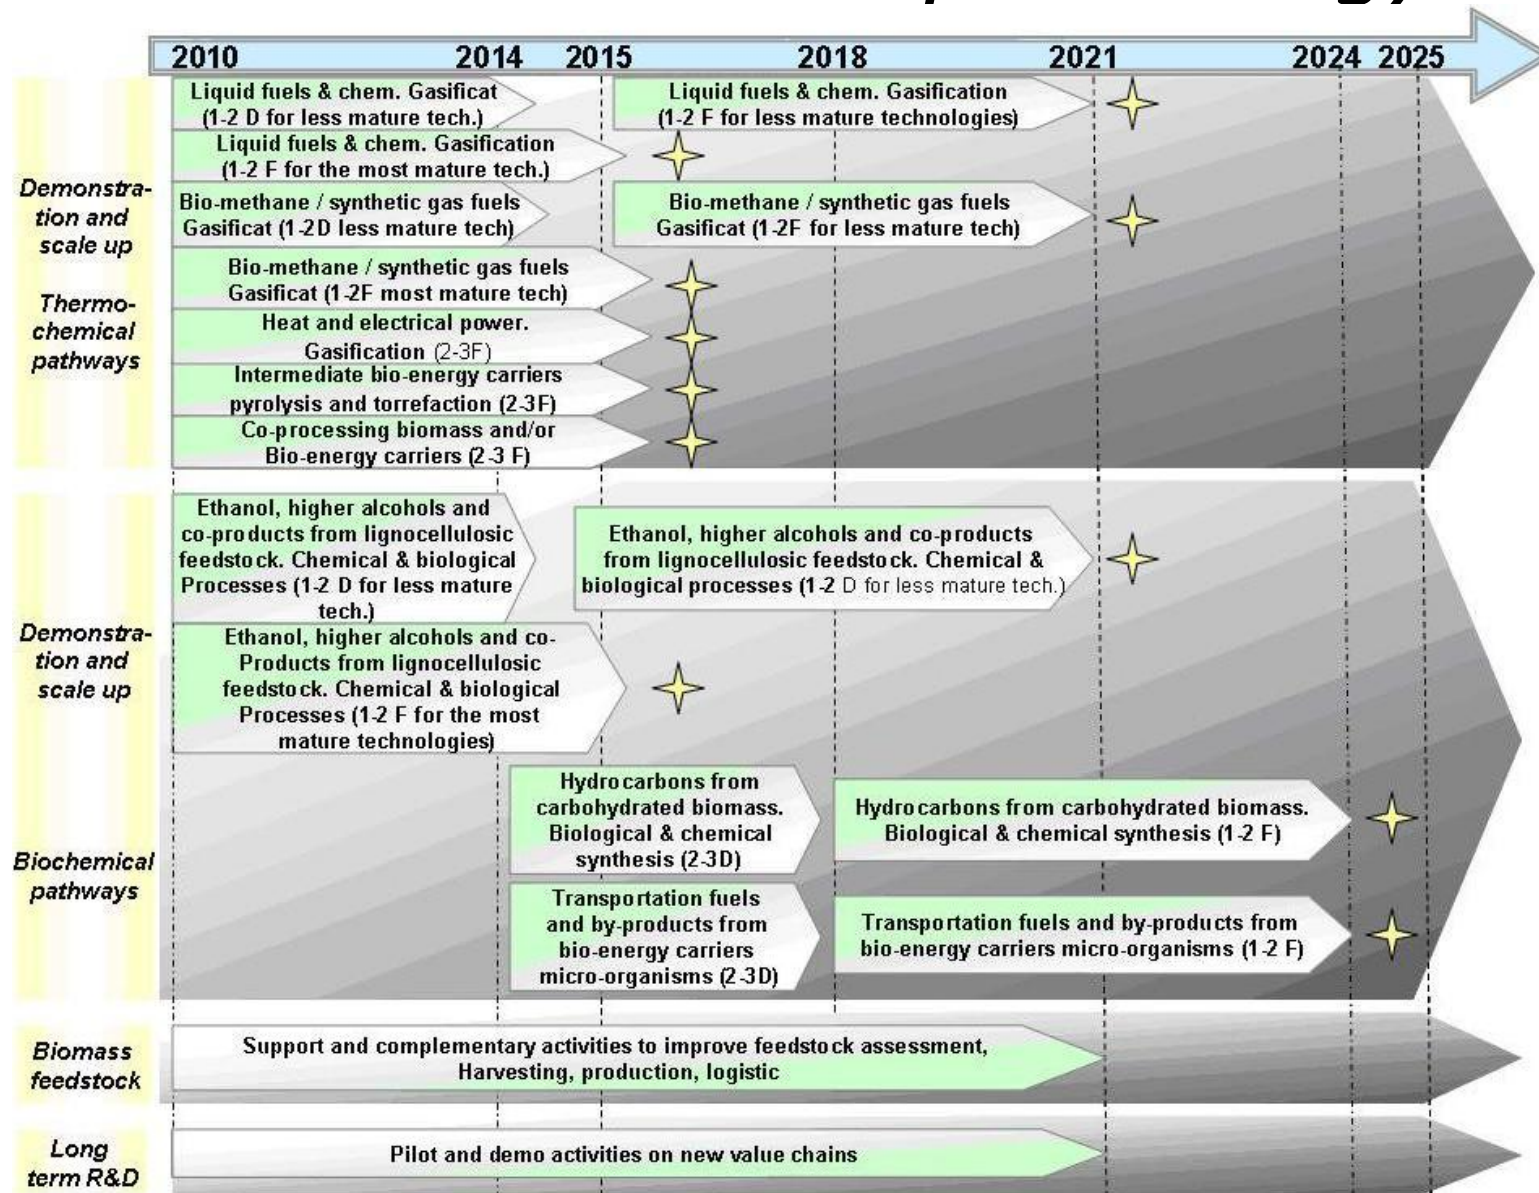 2010 2014 2015 2018 2021 2024 2025
Demonstra-
tion and
scale up
Thermo-
chemical
pathways
Liquid fuels & chem. Gasificat
(1-2 D for less mature tech.)
Liquid fuels & chem. Gasification
(1-2 F for less mature technologies)
Liquid fuels & chem. Gasification
(1-2 F for the most mature tech.)
Bio-methane / synthetic gas fuels
Gasificat (1-2D less mature tech)
Bio-methane / synthetic gas fuels
Gasificat (1-2F for less mature tech)
Bio-methane / synthetic gas fuels
Gasificat (1-2F most mature tech)
Heat and electrical power.
Gasification (2-3F)
Intermediate bio-energy carriers
pyrolysis and torrefaction (2-3F)
Co-processing biomass and/or
Bio-energy carriers (2-3 F)
Demonstra-
tion and
scale up
Biochemical
pathways
Ethanol, higher alcohols and
co-products from lignocellulosic
feedstock. Chemical & biological
Processes (1-2 D for less mature
tech.)
Ethanol, higher alcohols and co-products
from lignocellulosic feedstock. Chemical &
biological processes (1-2 D for less mature tech.)
Ethanol, higher alcohols and co-
Products from lignocellulosic
feedstock. Chemical & biological
Processes (1-2 F for the most
mature technologies)
Hydrocarbons from
carbohydrated biomass.
Biological & chemical
synthesis (2-3D)
Hydrocarbons from carbohydrated biomass.
Biological & chemical synthesis (1-2 F)
Transportation fuels
and by-products from
bio-energy carriers
micro-organisms (2-3D)
Transportation fuels and by-products from
bio-energy carriers micro-organisms (1-2 F)
Biomass
feedstock
Support and complementary activities to improve feedstock assessment,
Harvesting, production, logistic
Long
term R&D
Pilot and demo activities on new value chains